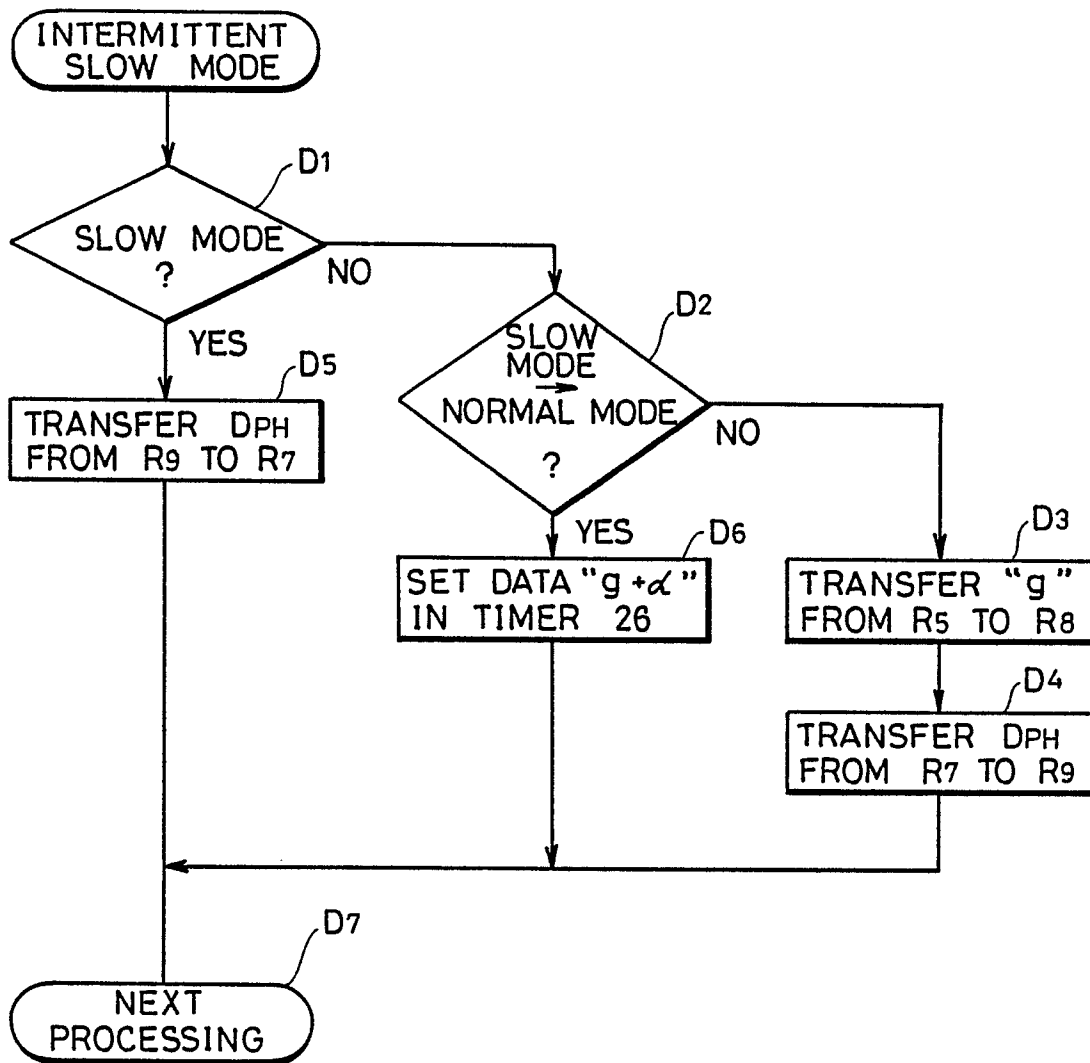 INTERMITTENT
SLOW MODE
D1
SLOW MODE
?
NO
YES
D2
SLOW
MODE
→
NORMAL MODE
?
NO
YES
D5
TRANSFER DPH
FROM R9 TO R7
D6
SET DATA "g+α"
IN TIMER 26
D3
TRANSFER "g"
FROM R5 TO R8
D4
TRANSFER DPH
FROM R7 TO R9
D7
NEXT
PROCESSING